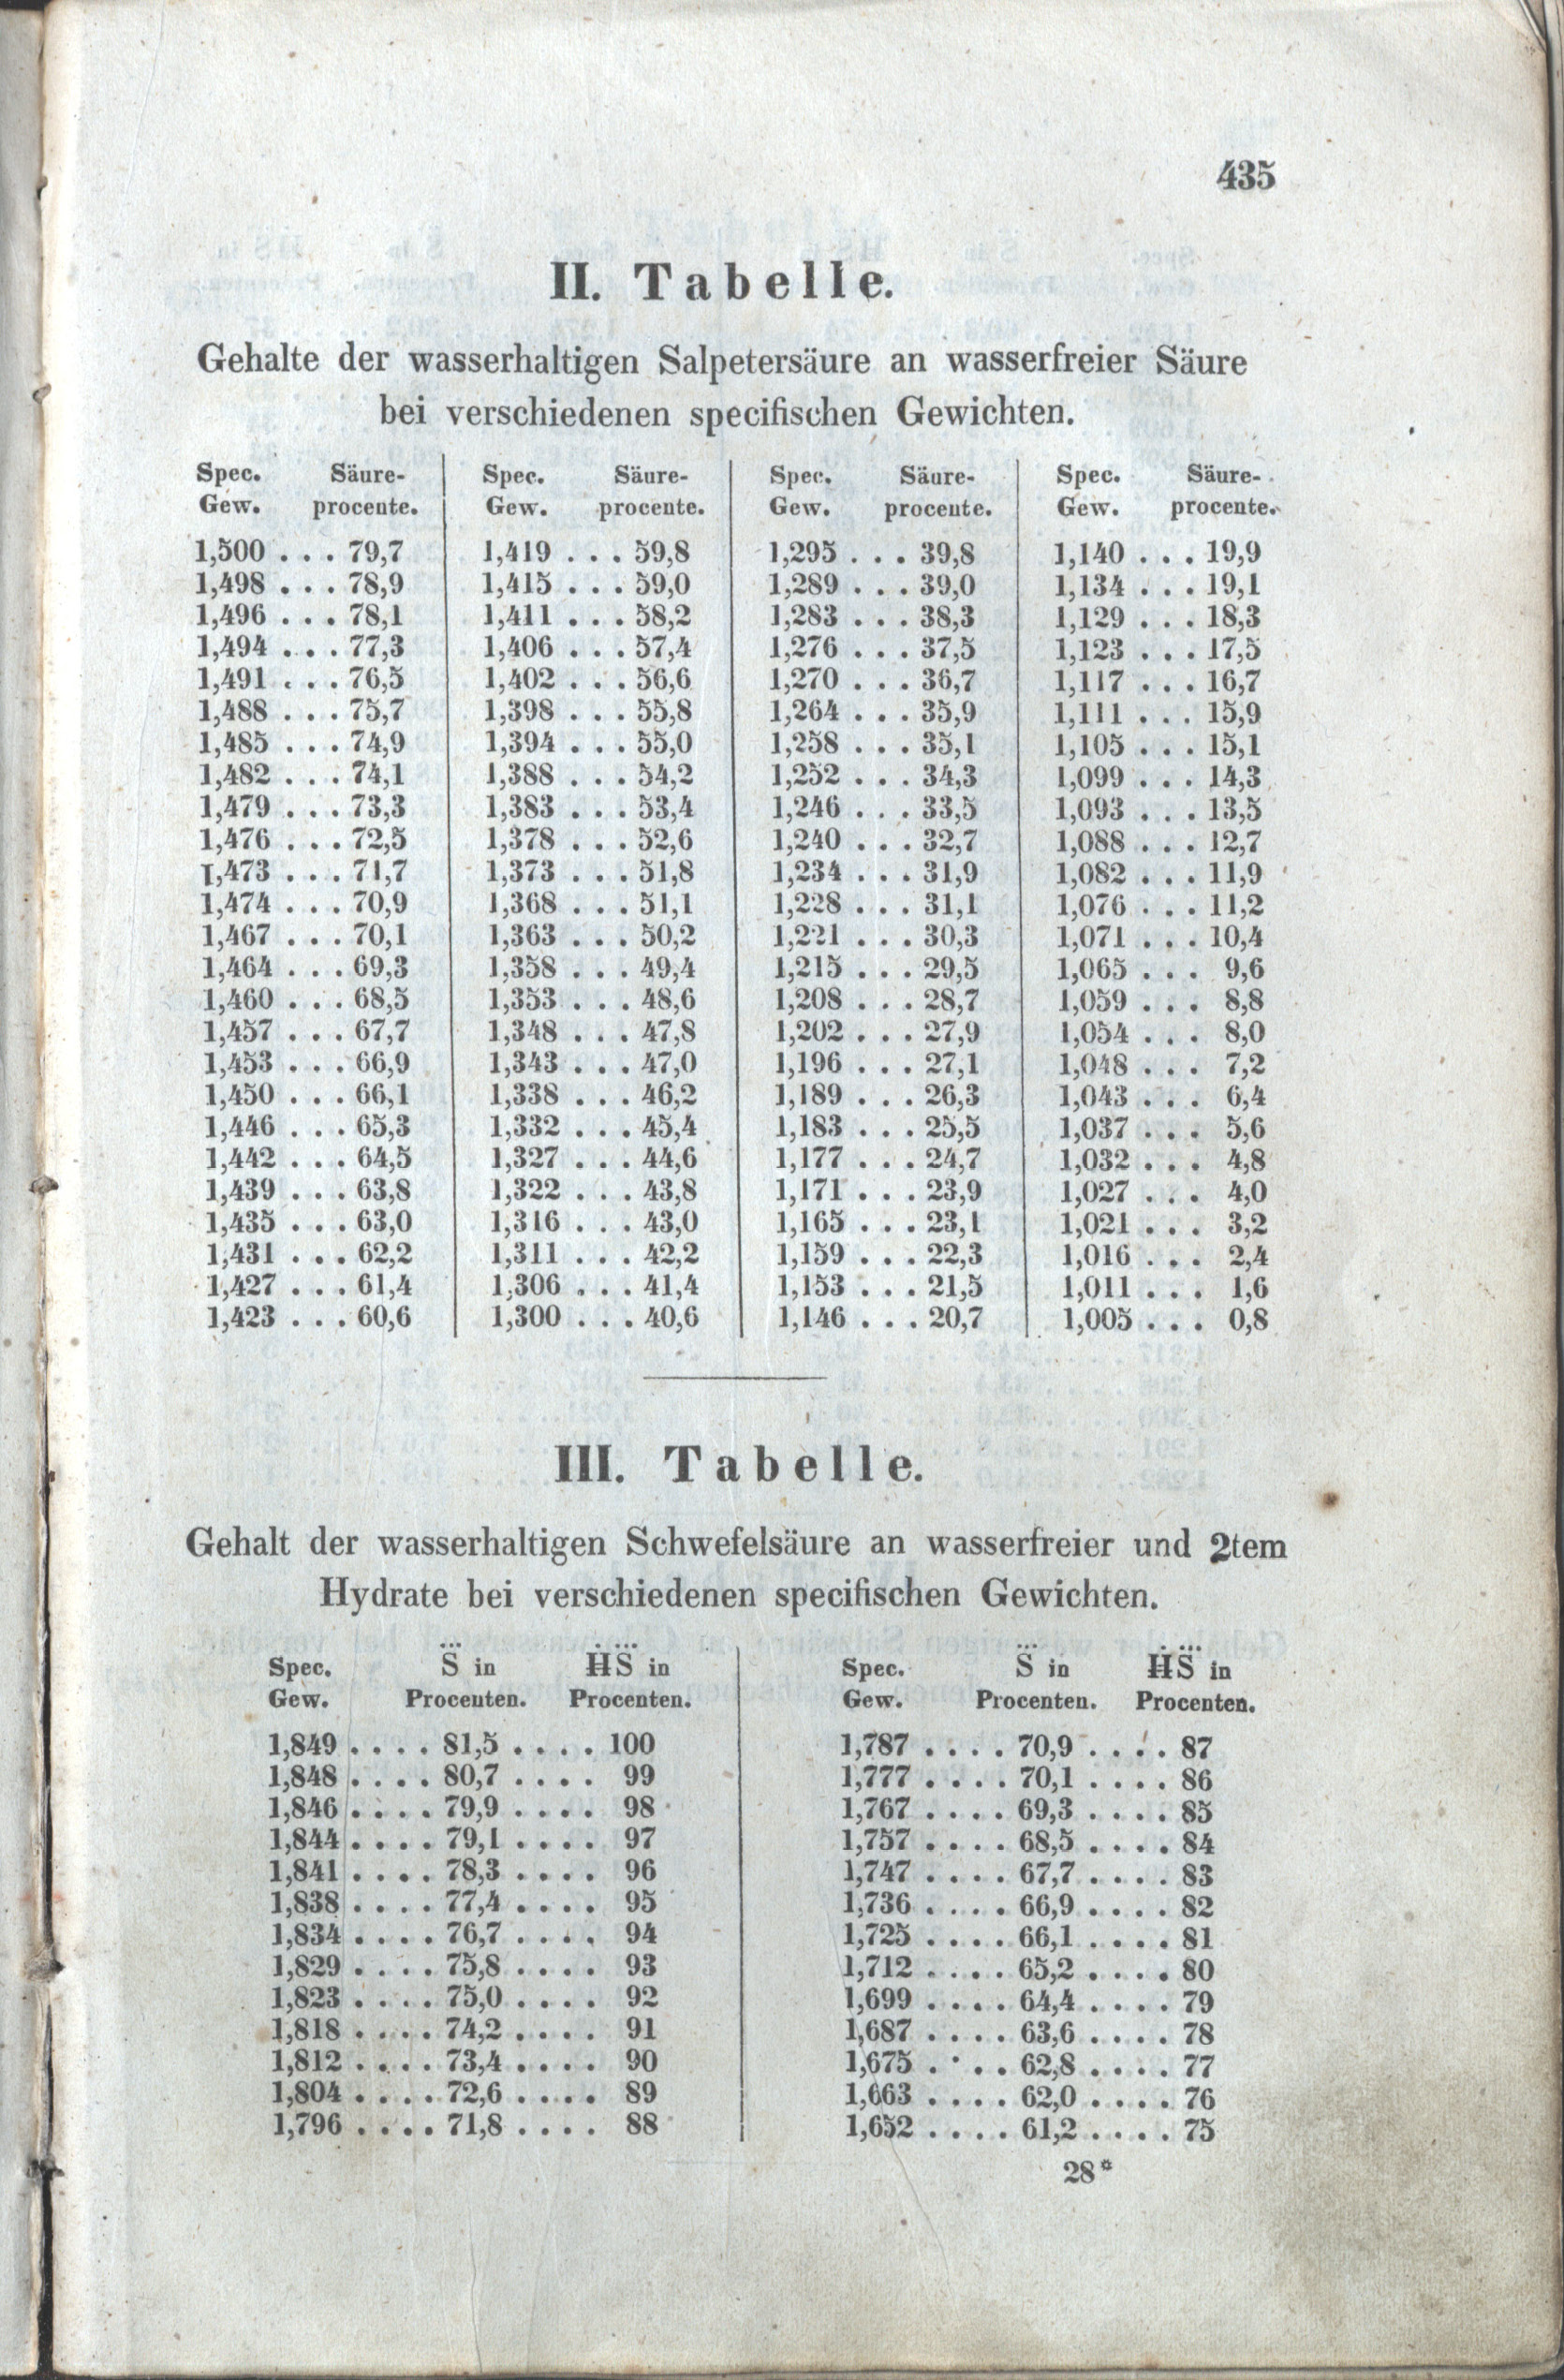 435
II. Tabelle.
Gehalte der wasserhaltigen Salpetersäure an wasserfreier Säure
bei verschiedenen specifischen Gewichten.
Spec. Säure- Spec. Säure- Spec. Säure- Spec. Säure-
Gew. procente. Gew. procente. Gew. procente. Gew. procente.
1,500 . . . 79,7 1,419 . . . 59,8 1,295 . . . 39,8 1,140 . . . 19,9
1,498 . . . 78,9 1,415 . . . 59,0 1,289 . . . 39,0 1,134 . . . 19,1
1,496 . . . 78,1 1,411 . . . 58,2 1,283 . . . 38,3 1,129 . . . 18,3
1,494 . . . 77,3 1,406 . . . 57,4 1,276 . . . 37,5 1,123 . . . 17,5
1,491 . . . 76,5 1,402 . . . 56,6 1,270 . . . 36,7 1,117 . . . 16,7
1,488 . . . 75,7 1,398 . . . 55,8 1,264 . . . 35,9 1,111 . . . 15,9
1,485 . . . 74,9 1,394 . . . 55,0 1,258 . . . 35,1 1,105 . . . 15,1
1,482 . . . 74,1 1,388 . . . 54,2 1,252 . . . 34,3 1,099 . . . 14,3
1,479 . . . 73,3 1,383 . . . 53,4 1,246 . . . 33,5 1,093 . . . 13,5
1,476 . . . 72,5 1,378 . . . 52,6 1,240 . . . 32,7 1,088 . . . 12,7
1,473 . . . 71,7 1,373 . . . 51,8 1,234 . . . 31,9 1,082 . . . 11,9
1,474 . . . 70,9 1,368 . . . 51,1 1,228 . . . 31,1 1,076 . . . 11,2
1,467 . . . 70,1 1,363 . . . 50,2 1,221 . . . 30,3 1,071 . . . 10,4
1,464 . . . 69,3 1,358 . . . 49,4 1,215 . . . 29,5 1,065 . . . 9,6
1,460 . . . 68,5 1,353 . . . 48,6 1,208 . . . 28,7 1,059 . . . 8,8
1,457 . . . 67,7 1,348 . . . 47,8 1,202 . . . 27,9 1,054 . . . 8,0
1,453 . . . 66,9 1,343 . . . 47,0 1,196 . . . 27,1 1,048 . . . 7,2
1,450 . . . 66,1 1,338 . . . 46,2 1,189 . . . 26,3 1,043 . . . 6,4
1,446 . . . 65,3 1,332 . . . 45,4 1,183 . . . 25,5 1,037 . . . 5,6
1,442 . . . 64,5 1,327 . . . 44,6 1,177 . . . 24,7 1,032 . . . 4,8
1,439 . . . 63,8 1,322 . . . 43,8 1,171 . . . 23,9 1,027 . . . 4,0
1,435 . . . 63,0 1,316 . . . 43,0 1,165 . . . 23,1 1,021 . . . 3,2
1,431 . . . 62,2 1,311 . . . 42,2 1,159 . . . 22,3 1,016 . . . 2,4
1,427 . . . 61,4 1,306 . . . 41,4 1,153 . . . 21,5 1,011 . . . 1,6
1,423 . . . 60,6 1,300 . . . 40,6 1,146 . . . 20,7 1,005 . . . 0,8
III. Tabelle.
Gehalt der wasserhaltigen Schwefelsäure an wasserfreier und 2tem
Hydrate bei verschiedenen specifischen Gewichten.
Spec. S⃛ in Ḣ̶S⃛ in Spec. S⃛ in Ḣ̶S⃛ in
Gew. Procenten. Procenten. Gew. Procenten. Procenten.
1,849 . . . . 81,5 . . . . 100 1,787 . . . . 70,9 . . . . 87
1,848 . . . . 80,7 . . . . 99 1,777 . . . . 70,1 . . . . 86
1,846 . . . . 79,9 . . . . 98 1,767 . . . . 69,3 . . . . 85
1,844 . . . . 79,1 . . . . 97 1,757 . . . . 68,5 . . . . 84
1,841 . . . . 78,3 . . . . 96 1,747 . . . . 67,7 . . . . 83
1,838 . . . . 77,4 . . . . 95 1,736 . . . . 66,9 . . . . 82
1,834 . . . . 76,7 . . . . 94 1,725 . . . . 66,1 . . . . 81
1,829 . . . . 75,8 . . . . 93 1,712 . . . . 65,2 . . . . 80
1,823 . . . . 75,0 . . . . 92 1,699 . . . . 64,4 . . . . 79
1,818 . . . . 74,2 . . . . 91 1,687 . . . . 63,6 . . . . 78
1,812 . . . . 73,4 . . . . 90 1,675 . . . . 62,8 . . . . 77
1,804 . . . . 72,6 . . . . 89 1,663 . . . . 62,0 . . . . 76
1,796 . . . . 71,8 . . . . 88 1,652 . . . . 61,2 . . . . 75
28*